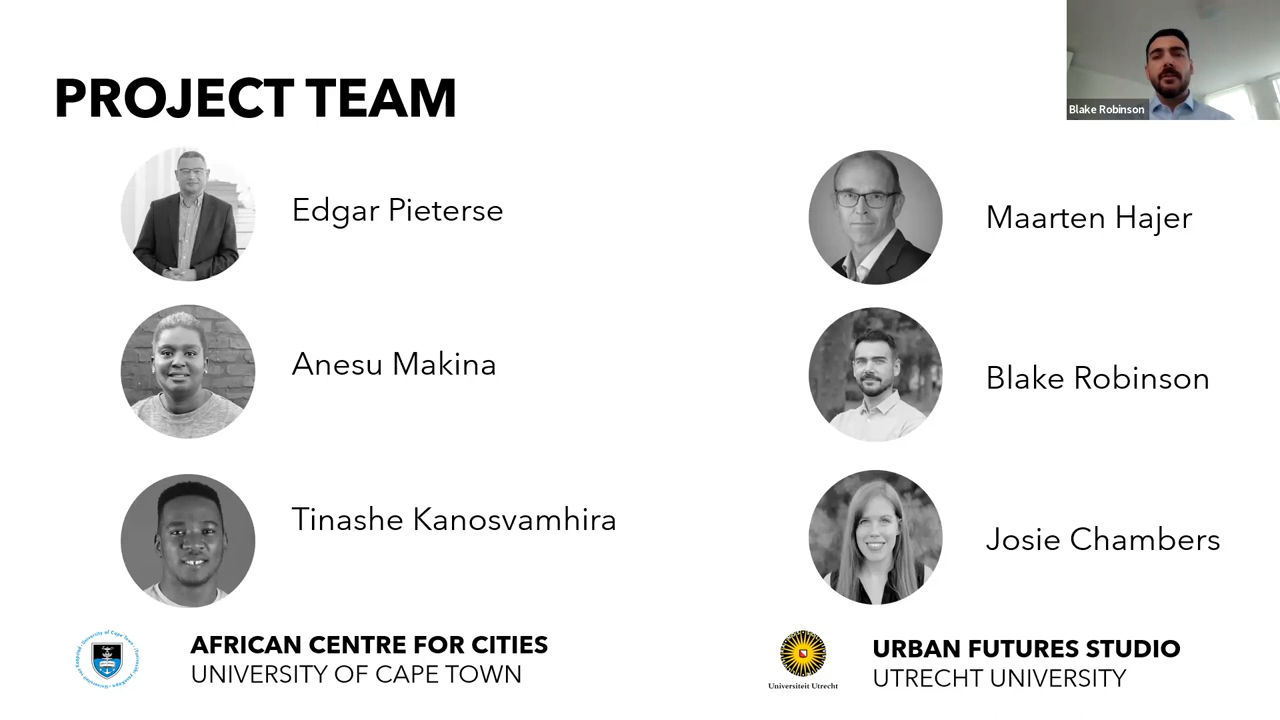 PROJECT TEAM
Blake Robinson
Edgar Pieterse
Maarten Hajer
Anesu Makina
Blake Robinson
Tinashe Kanosvamhira
Josie Chambers
AFRICAN CENTRE FOR CITIES
UNIVERSITY OF CAPE TOWN
Universiteit Utrecht
URBAN FUTURES STUDIO
UTRECHT UNIVERSITY